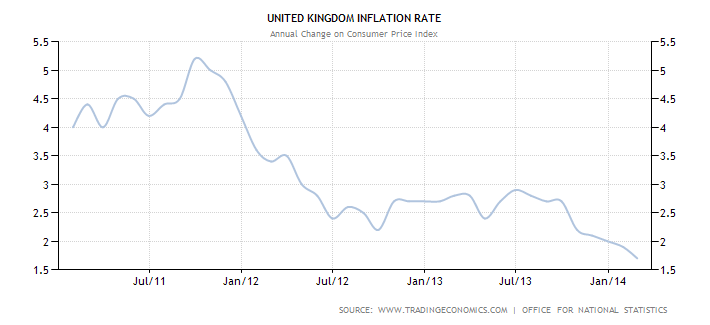 UNITED KINGDOM INFLATION RATE
Annual Change on Consumer Price Index
5.5 5.5
5 5
4.5 4.5
4 4
3.5 3.5
3 3
2.5 2.5
2 2
1.5 1.5
Jul/11 Jan/12 Jul/12 Jan/13 Jul/13 Jan/14
SOURCE: WWW.TRADINGECONOMICS.COM | OFFICE FOR NATIONAL STATISTICS